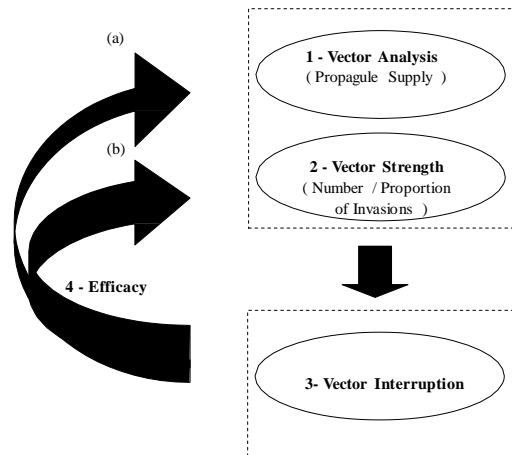 (a)
1 - Vector Analysis
( Propagule Supply )
(b)
2 - Vector Strength
( Number / Proportion
of Invasions )
4 - Efficacy
3- Vector Interruption